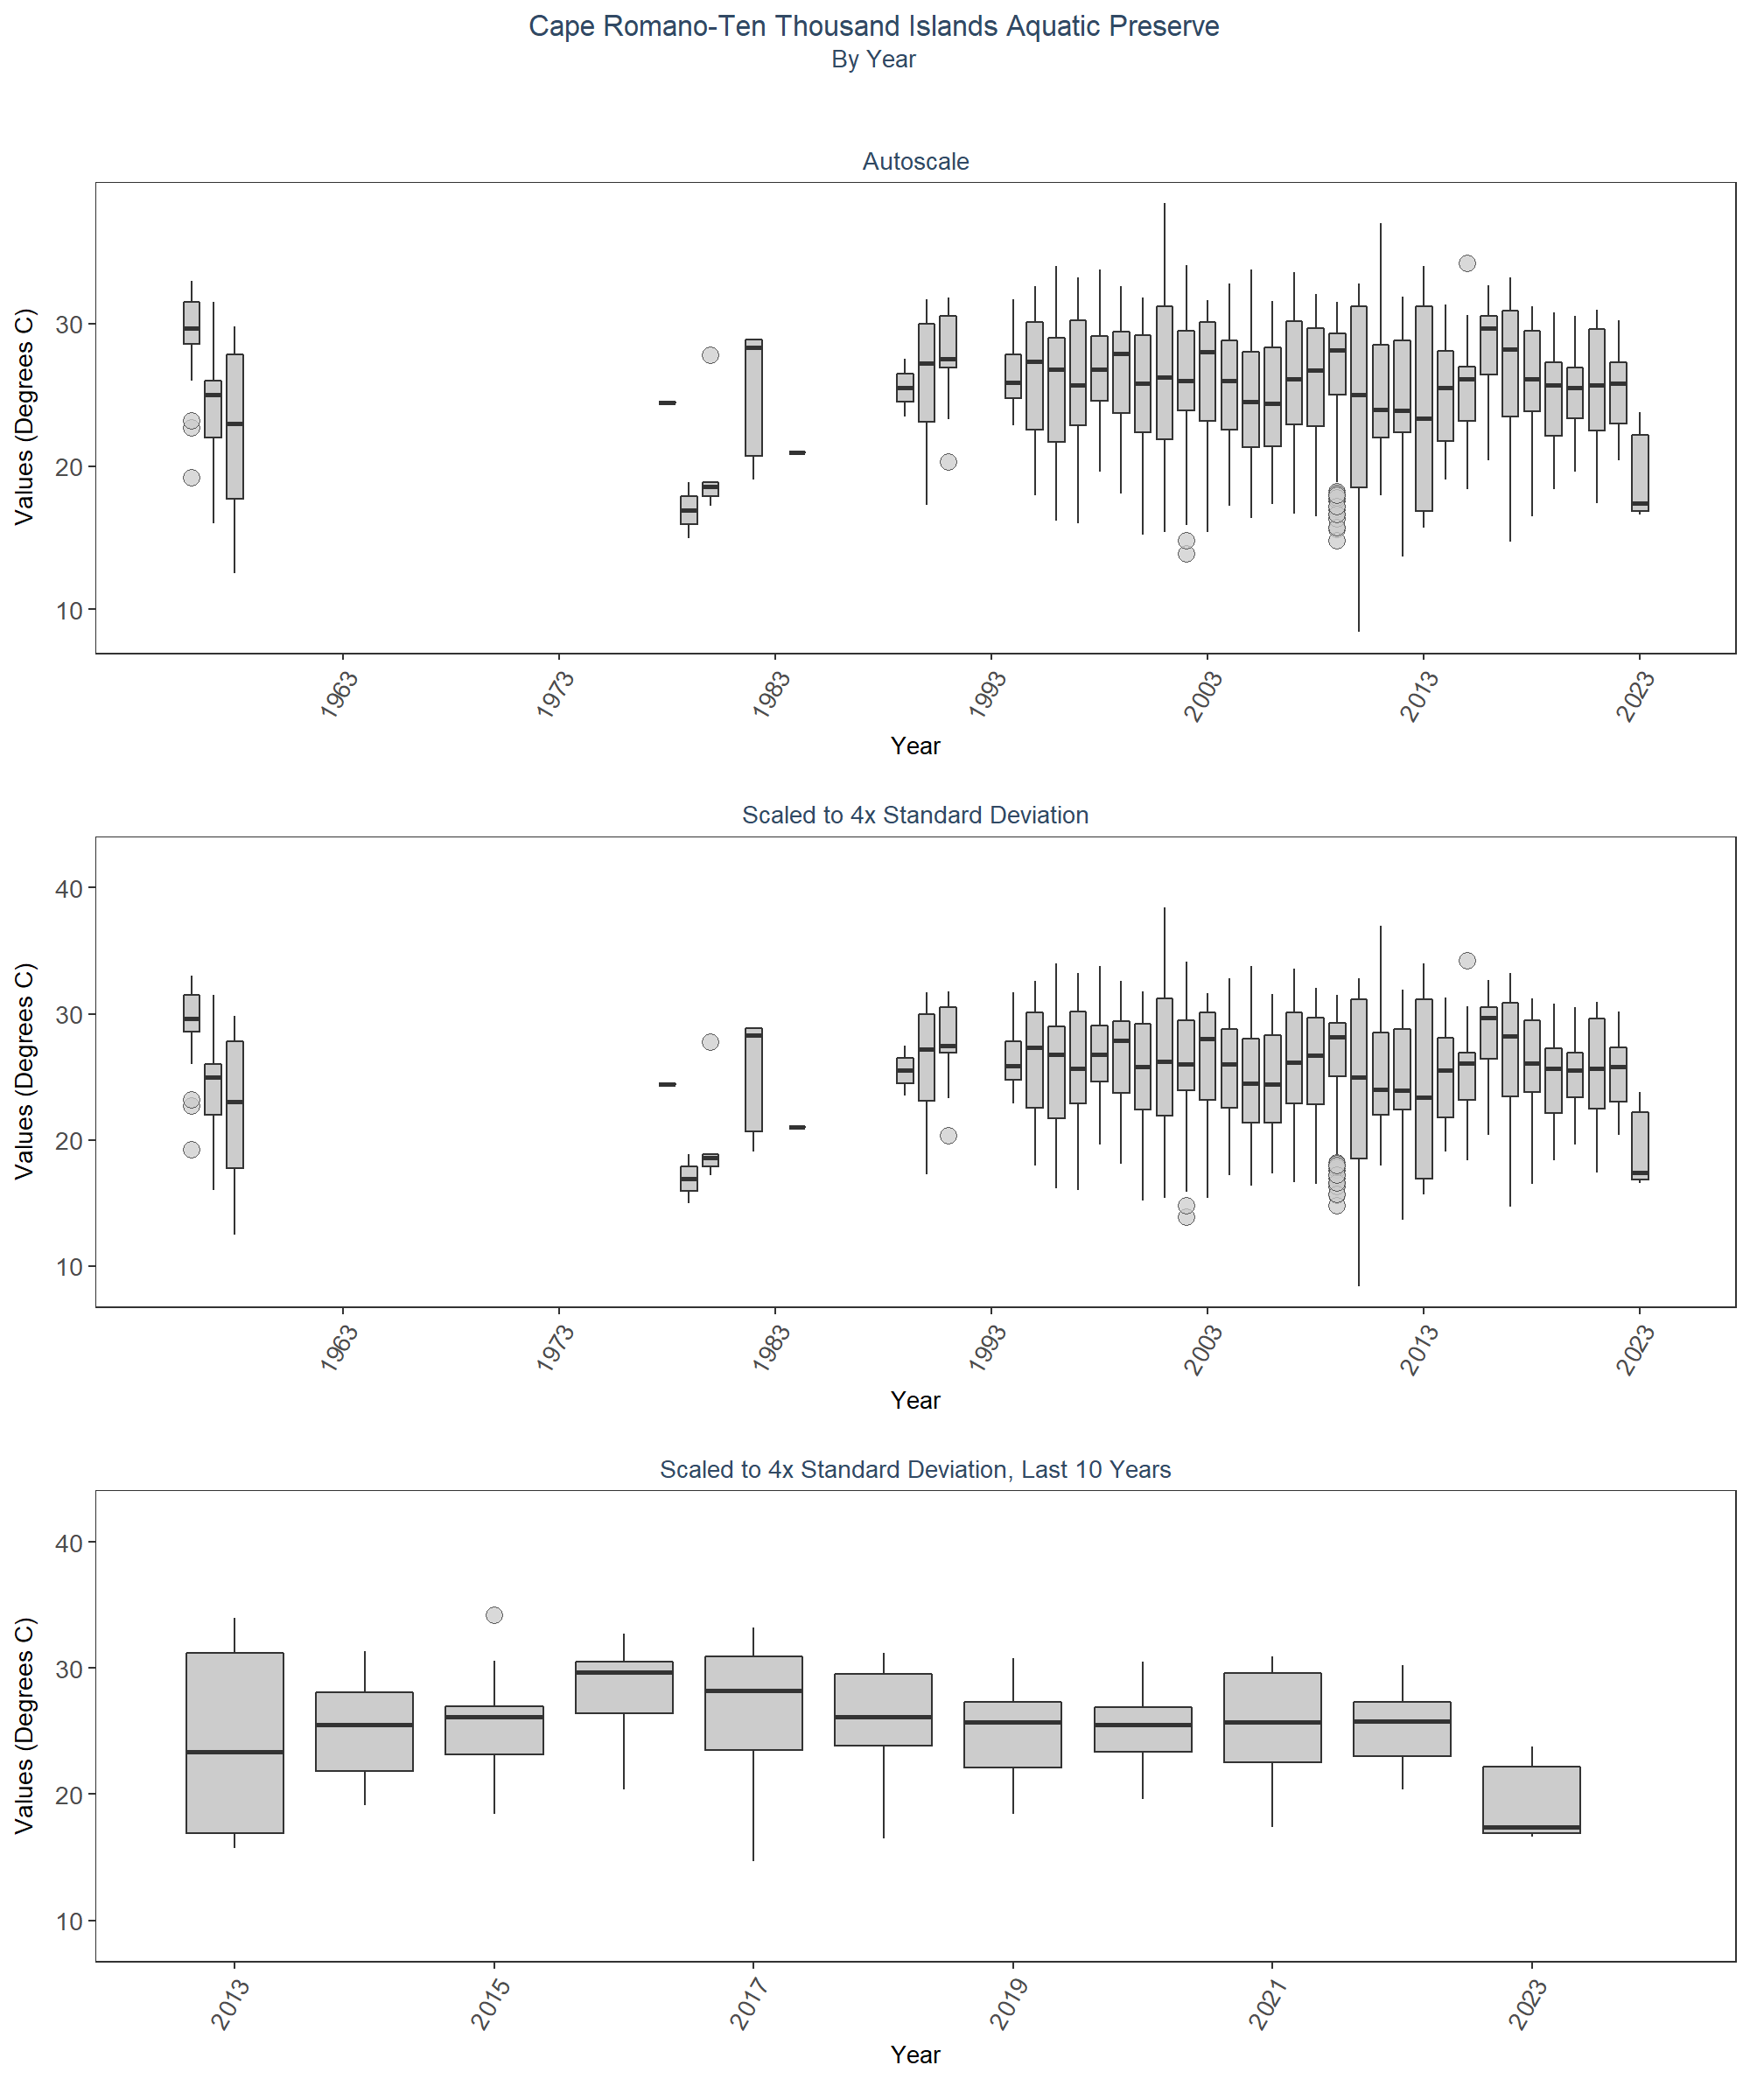 Cape Romano-Ten Thousand Islands Aquatic Preserve
By Year
Autoscale
Values (Degrees C)
30
20
10
1963
1973
1983
1993
2003
2013
2023
Year
Scaled to 4x Standard Deviation
Values (Degrees C)
40
30
20
10
1963
1973
1983
1993
2003
2013
2023
Year
Scaled to 4x Standard Deviation, Last 10 Years
Values (Degrees C)
40
30
20
10
2013
2015
2017
2019
2021
2023
Year